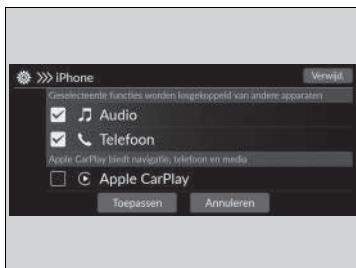 iPhone
Verwijd.
Geselecteerde functies worden losgekoppeld van andere apparaten
Audio
Telefoon
Apple CarPlay biedt navigatie, telefoon en media
Apple CarPlay
Toepassen Annuleren